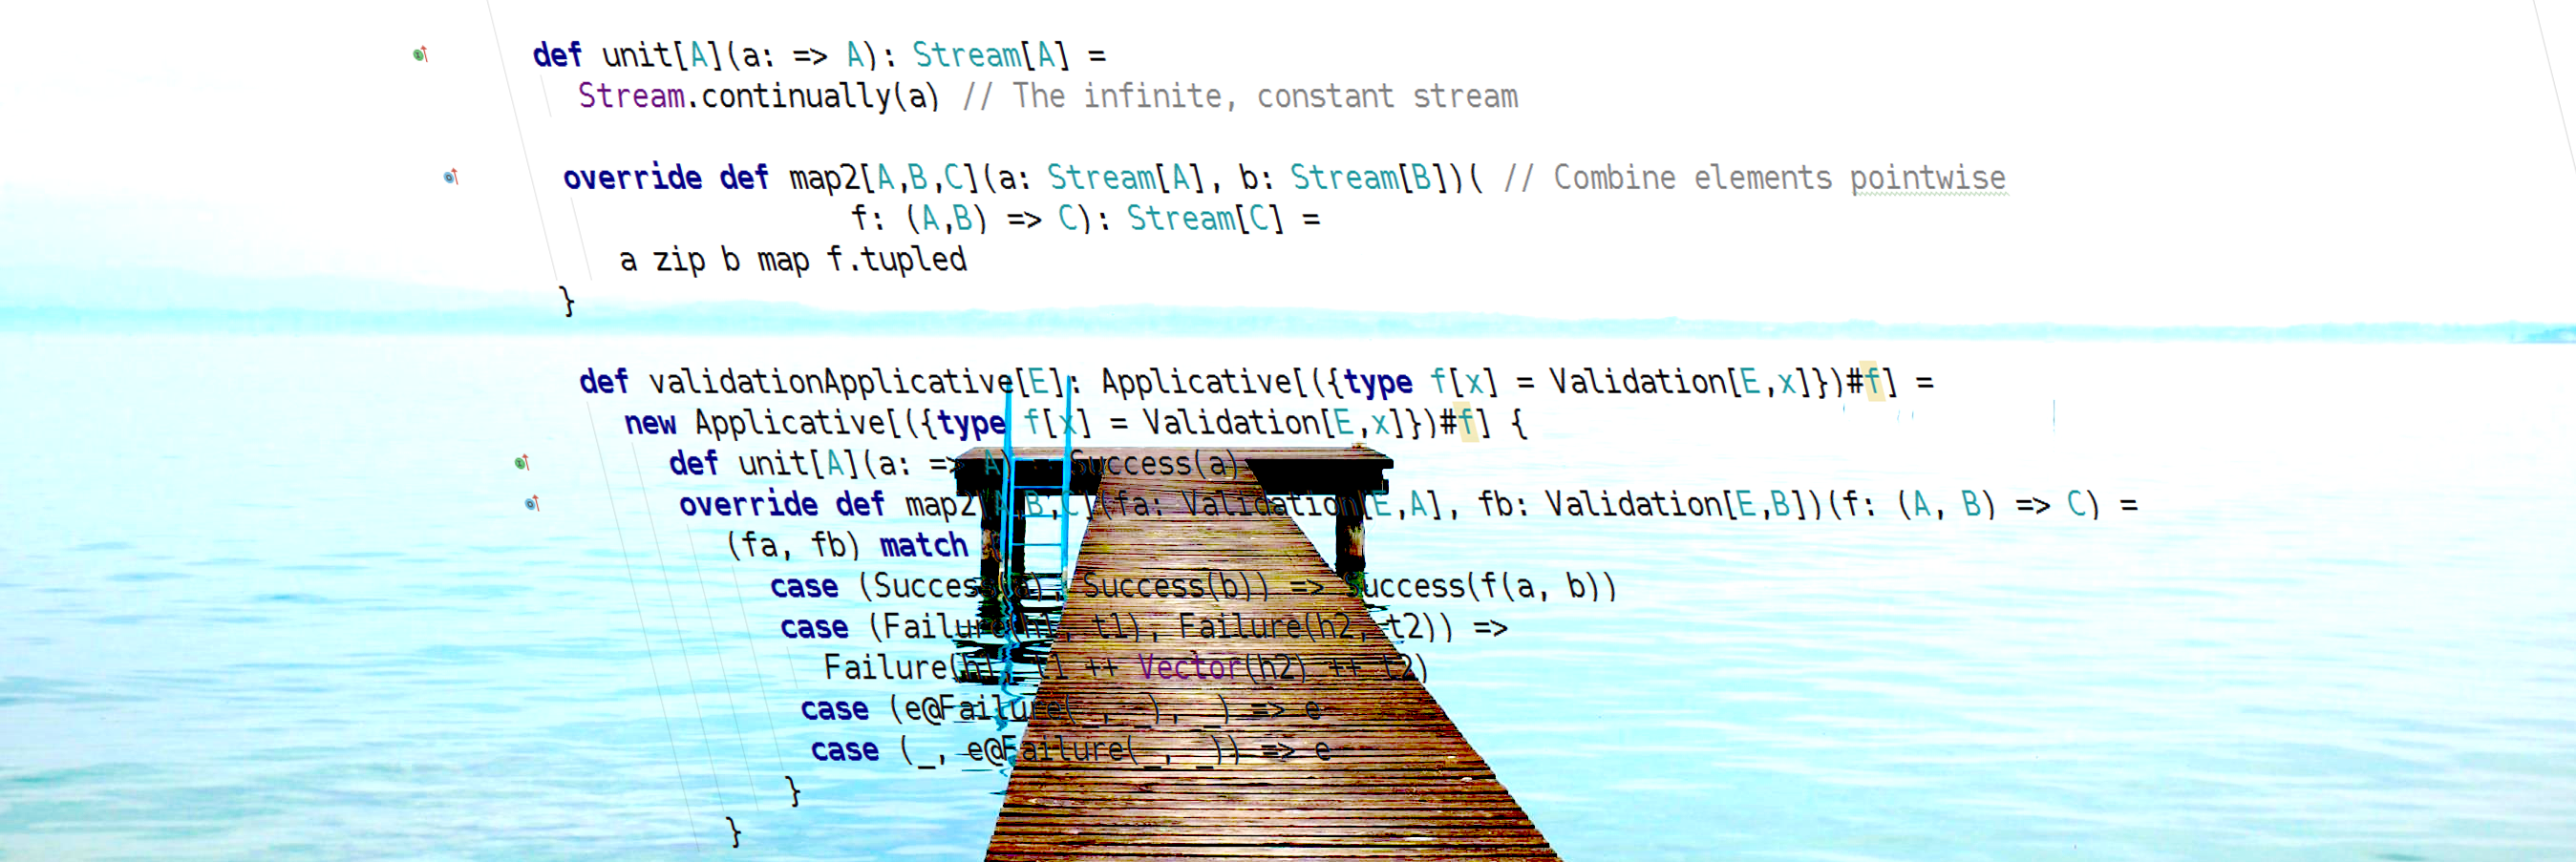 def unit[A](a: => A): Stream[A] =
Stream.continually(a) // The infinite, constant stream
override def map2[A,B,C](a: Stream[A], b: Stream[B])( // Combine elements pointwise
f: (A,B) => C): Stream[C] =
a zip b map f.tupled
}
def validationApplicative[E]: Applicative[({type f[x] = Validation[E,x]})#f] =
new Applicative[({type f[x] = Validation[E,x]})#f] {
def unit[A](a: => A) = Success(a)
override def map2[A,B,C](fa: Validation[E,A], fb: Validation[E,B])(f: (A, B) => C) =
(fa, fb) match {
case (Success(a), Success(b)) => Success(f(a, b))
case (Failure(h1, t1), Failure(h2, t2)) =>
Failure(h1, t1 ++ Vector(h2) ++ t2)
case (e@Failure(_, _), _) => e
case (_, e@Failure(_, _)) => e
}
}